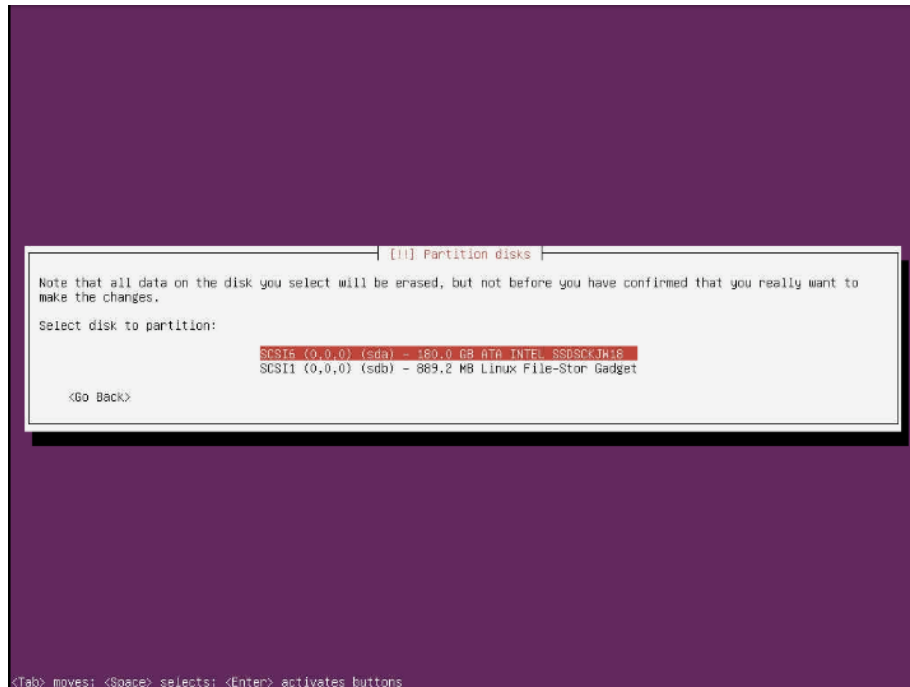 [!!] Partition disks
Note that all data on the disk you select will be erased, but not before you have confirmed that you really want to
make the changes.
Select disk to partition:
SCSI6 (0,0,0) (sda) - 180.0 GB ATA INTEL SSDSCKJW18
SCSI1 (0,0,0) (sdb) - 889.2 MB Linux File-Stor Gadget
<Go Back>
<Tab> moves; <Space> selects; <Enter> activates buttons